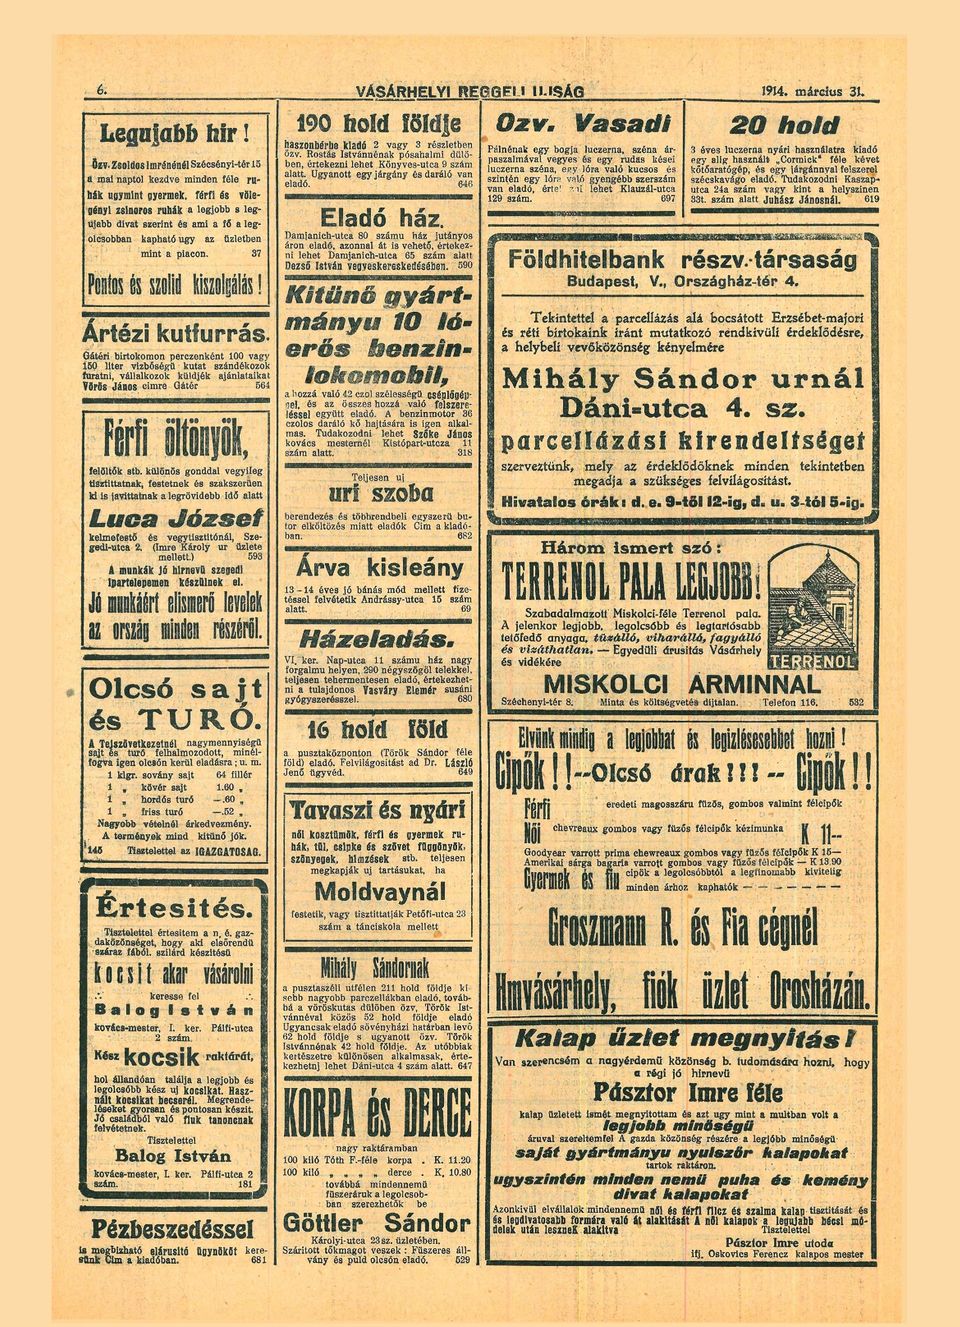 6.
VÁSÁRHELYI REGGELI UJSÁG
1914. március 31.
Legujabb hir!
Özv. Zsoldos Imrénénél Szécsényi-tér 15
a mai naptol kezdve minden féle ru-
hák ugymint gyermek, férfi és vőle-
gényi zsinoros ruhák a legjobb s leg-
ujabb divat szerint és ami a fő a leg-
olcsobban kapható ugy az üzletben
mint a piacon. 37
Pontos és szolid kiszolgálás!
Ártézi kutfurrás.
Gátéri birtokomon perczenként 100 vagy
150 liter vizbőségü kutat szándékozok
furatni, vállalkozok küldjék ajánlataikat
Vörös János cimre Gátér 564
Férfi öltönyök,
felöltők stb. különös gonddal vegyileg
tisztittatnak, festetnek és szakszerüen
ki is javittatnak a legrövidebb idő alatt
Luca József
kelmefestő és vegytisztitónál, Sze-
gedi-utca 2. (Imre Károly ur üzlete
mellett.) 593
A munkák jó hirnevü szegedi
ipartelepemen készülnek el.
Jó munkáért elismerő levelek
az ország minden részéről.
Olcsó sajt
és TURÓ.
A Tejszövetkezetnél nagymennyiségü
sajt és turó felhalmozodott, minél-
fogva igen olcsón kerül eladásra; u. m.
1 klgr. sovány sajt 64 fillér
1 „ kövér sajt 1.60 „
1 „ hordós turó —.60 „
1 „ friss turó —.52 „
Nagyobb vételnél árkedvezmény.
A termények mind kitünő jók.
145 Tisztelettel az IGAZGATOSAG.
Értesités.
Tisztelettel értesitem a n. é. gaz-
daközönséget, hogy aki elsőrendü
száraz fából, szilárd készitésü
kocsit akar vásárolni
keresse fel
Balog Istvá n
kovács-mester, I. ker. Pálfi-utca
2 szám.
Kész kocsik raktárát,
hol állandóan találja a legjobb és
legolcsóbb kész uj kocsikat. Hasz-
nált kocsikat becserél. Megrende-
léseket gyorsan és pontosan készit.
Jó családból való fiuk tanoncnak
felvétetnek.
Tisztelettel
Balog István
kovács-mester, I. ker. Pálfi-utca 2
szám. 181
Pézbeszedéssel
is megbizható elárusitó ügynököt kere-
sünk Cim a kiadóban. 681
190 hold földje
haszonbérbe kiadó 2 vagy 3 részletben
özv. Rostás Istvánnénak pósahalmi dülő-
ben, értekezni lehet Könyves-utca 9 szám
alatt. Ugyanott egy járgány és daráló van
eladó. 646
Eladó ház.
Damjanich-utca 80 számu ház jutányos
áron eladó, azonnal át is vehető, értekez-
ni lehet Damjanich-utca 65 szám alatt
Dezső István vegyeskereskedésében. 590
Kitünő gyárt-
mányu 10 ló-
erős benzin-
lokomobil,
a hozzá való 42 czol szélességü cséplőgép-
nel, és az összes hozzá való felszere-
léssel együtt eladó. A benzinmotor 36
czolos daráló kő hajtására is igen alkal-
mas. Tudakozodni lehet Szőke János
kovács mesternél Kistópart-utcza 11
szám alatt. 318
Teljesen uj
uri szoba
berendezés és többrendbeli egyszerü bu-
tor elköltözés miatt eladók Cim a kiadó-
ban. 682
Árva kisleány
13-14 éves jó bánás mód mellett fize-
téssel felvétetik Andrássy-utca 15 szám
alatt. 69
Házeladás.
VI. ker. Nap-utca 11 számu ház nagy
forgalmu helyen, 290 négyszögöl telekkel,
teljesen tehermentesen eladó, értekezhet-
ni a tulajdonos Vasváry Elemér susáni
gyógyszerésszel. 680
16 hold föld
a pusztaközponton (Török Sándor féle
föld) eladó. Felvilágositást ad Dr. László
Jenő ügyvéd. 649
Tavaszi és nyári
női kosztümök, férfi és gyermek ru-
hák, tül, csipke és szövet függönyök,
szőnyegek, himzések stb. teljesen
megkapják uj tartásukat, ha
Moldvaynál
festetik, vagy tisztittatják Petőfi-utca 23
szám a tánciskola mellett
Mihály Sándornak
a pusztaszéli utfélen 211 hold földje ki
sebb nagyobb parczellákban eladó, továb-
bá a vöröskutas dülőben özv. Török Ist-
vánnéval közös 52 hold földje eladó
Ugyancsak eladó sövényházi határban levő
62 hold földje s ugyanott özv. Török
Istvánnénak 42 hold földje. Az utóbbiak
kertészetre különösen alkalmasak, érte-
kezhetnj lehet Dáni-utca 4 szám alatt. 647
KORPA és DERCE
nagy raktáramban
100 kiló Tóth F.-féle korpa . K. 11.20
100 kiló „ „ derce . K. 10.80
továbbá mindennemü
füszeráruk a legolcsob-
ban szerezhetők be
Göttler Sándor
Károlyi-utca 23 sz. üzletében.
Száritott tőkmagot veszek: Füszeres áll-
vány és puld olcsón eladó. 529
Özv. Vasadi
Pálnénak egy bogja luczerna, széna ár-
paszalmával vegyes és egy rudas kései
luczerna széna, egy lóra való kucsos és
szintén egy lóra való gyengébb szerszám
van eladó, lehet Klauzál-utca
129 szám. 697
20 hold
3 éves luczerna nyári használatra kiadó
egy alig használt „Cormick“ féle kévet
kötőaratógép, és egy járgánnyal felszerel
szécskavágó eladó. Tudakozodni Kaszap-
utca 24a szám vagy kint a helyszinen
33t. szám alatt Juhász Jánosnál. 619
Földhitelbank részv.-társaság
Budapest, V., Országház-tér 4.
Tekintettel a parcellázás alá bocsátott Erzsébet-majori
és réti birtokaink iránt mutatkozó rendkivüli érdeklődésre,
a helybeli vevőközönség kényelmére
Mihály Sándor urnál
Dáni-utca 4. sz.
parcellázási kirendeltséget
szerveztünk, mely az érdeklődőknek minden tekintetben
megadja a szükséges felvilágositást.
Hivatalos órák: d. e. 9-től 12-ig, d. u. 3-tól 5-ig.
Három ismert szó:
TERRENOL PALA LEGJOBB!
Szabadalmazott Miskolci-féle Terrenol pala.
A jelenkor legjobb, legolcsóbb és legtartósabb
tetőfedő anyaga, tüzálló, viharálló, fagyálló
és vizáthatlan. — Egyedüli árusitás Vásárhely
és vidékére
TERRENOL
MISKOLCI ÁRMINNAL
Széchenyi-tér 8. Minta és költségvetés dijtalan. Telefon 116. 532
Elvünk mindig a legjobbat és legizlésesebbet hozni!
Cipők!!--Olcsó árak!!!-- Cipők!!
Férfi eredeti magosszáru füzős, gombos valmint félcipők
Női chevreaux gombos vagy füzős félcipők kézimunka K 11--
Goodyear varrott prima chewreaux gombos vagy füzős félcipők K 15—
Amerikai sárga bagaria varrott gombos vagy füzős félcipők — K 13.90
Gyermek és fiu cipök a legolcsóbbtól a legfinomabb kivitelig
minden árhoz kaphatók — — — — — — —
Groszmann R. és Fia cégnél
Hmvásárhely, fiók üzlet Orosházán.
Kalap üzlet megnyitás!
Van szerencsém a nagyérdemü közönség b. tudomására hozni, hogy
a régi jó hirnevü
Pásztor Imre féle
kalap üzletett ismét megnyitottam és azt ugy mint a multban volt a
legjobb minőségü
áruval szereltemfel A gazda közönség részére a legjóbb minőségü
saját gyártmányu nyulszőr kalapokat
tartok raktáron.
ugyszintén minden nemü puha és kemény
divat kalapokat
Azonkivül elvállalok mindennemü női és férfi filcz és szalma kalap tisztitását és
és legdivatosabb formára való át alakitását A női kalapok a legujabb bécsi mó-
delek után lesznek alakitva. Tisztelettel
Pásztor Imre utoda
ifj. Oskovics Ferencz kalapos mester